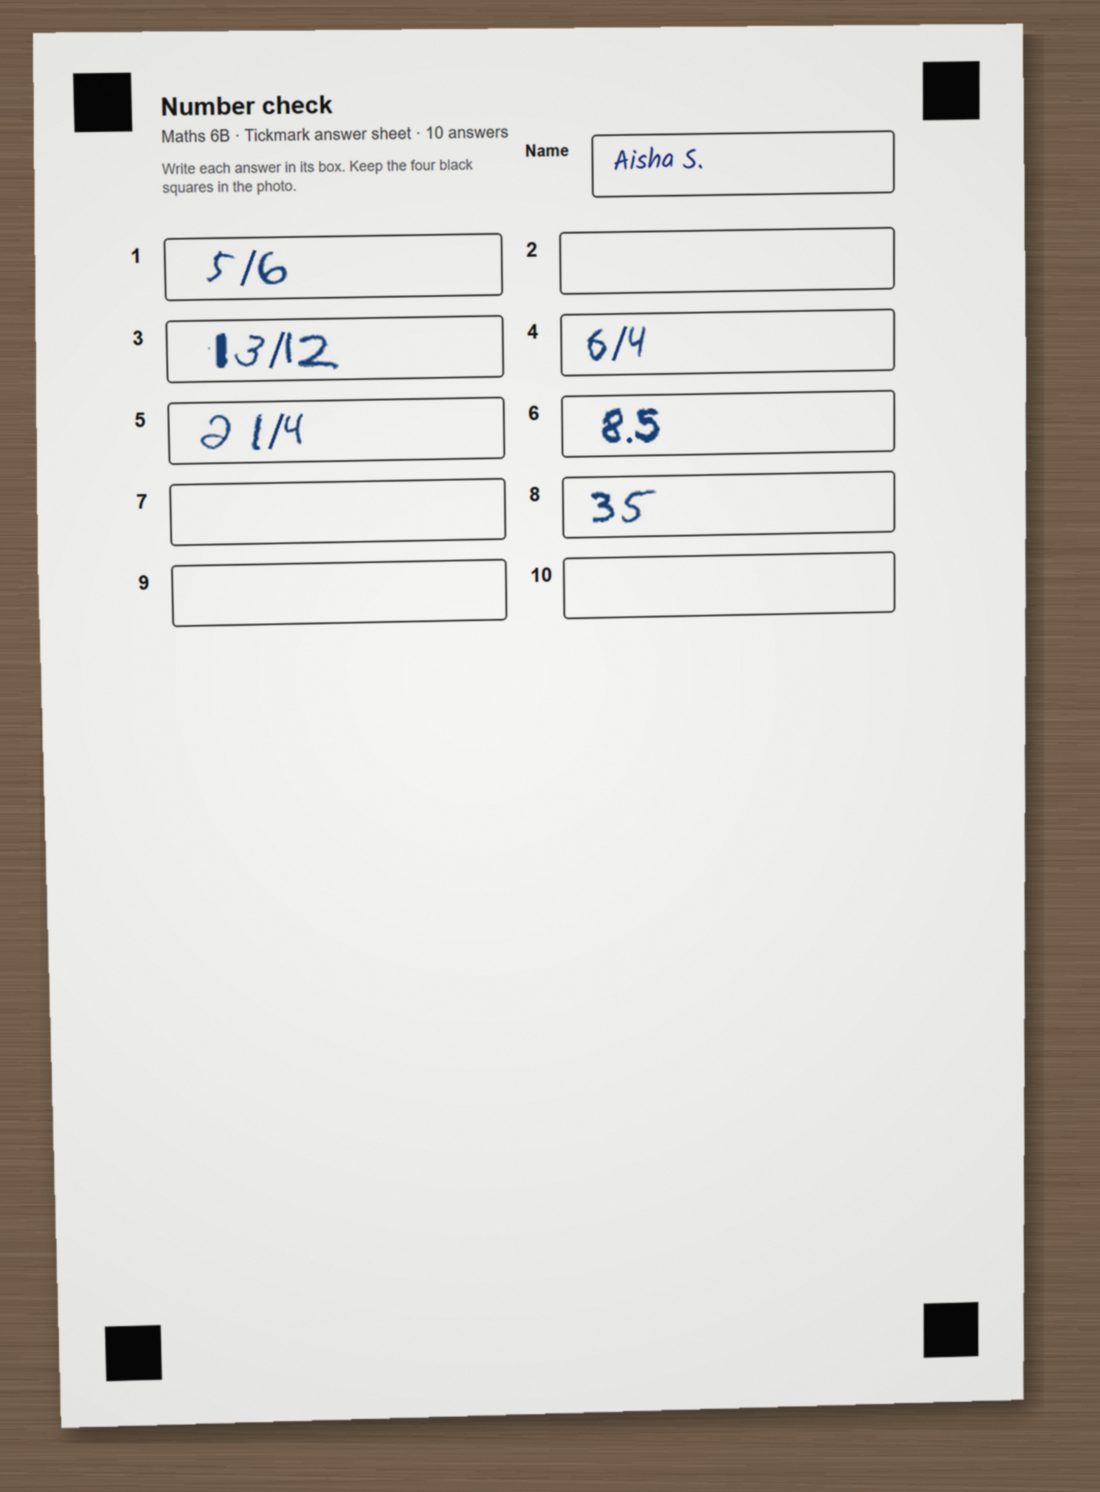 Number check
Maths 6B · Tickmark answer sheet · 10 answers
Write each answer in its box. Keep the four black
squares in the photo.
Name Aisha S.
1 5/6
2
3 13/12
4 6/4
5 2 1/4
6 8.5
7
8 35
9
10